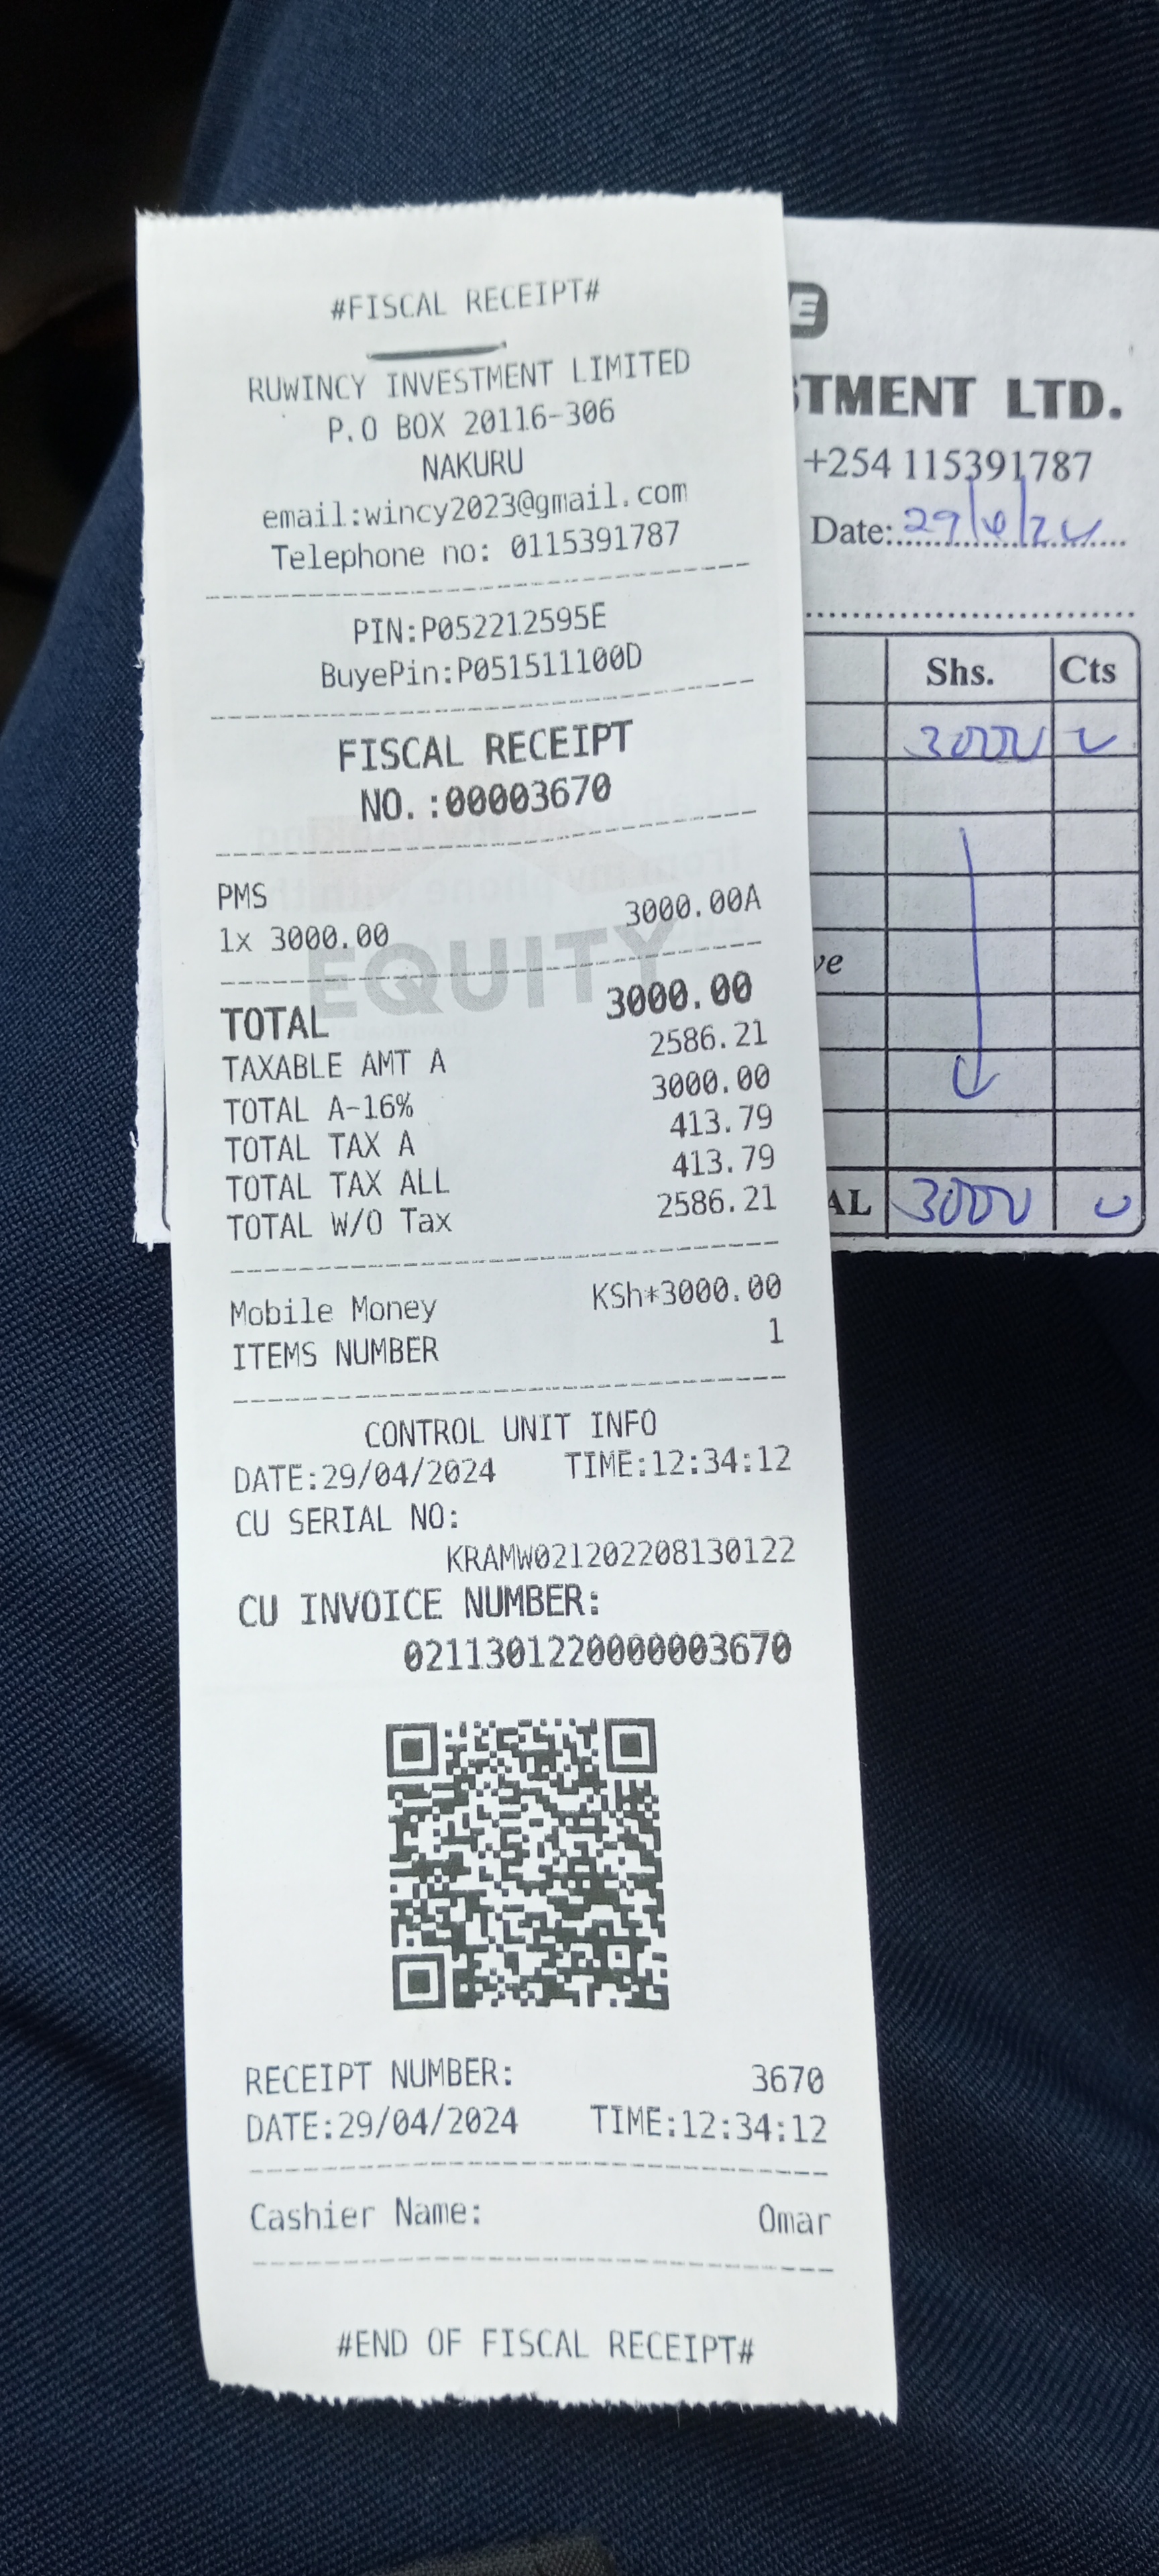 #FISCAL RECEIPT#
RUWINCY INVESTMENT LIMITED
P.O BOX 20116-306
NAKURU
email:wincy2023@gmail.com
Telephone no: 0115391787
PIN:P052212595E
BuyePin:P051511100D
FISCAL RECEIPT
NO.:00003670
PMS
1x 3000.00 3000.00A
EQUITY
TOTAL 3000.00
TAXABLE AMT A 2586.21
TOTAL A-16% 3000.00
TOTAL TAX A 413.79
TOTAL TAX ALL 413.79
TOTAL W/O Tax 2586.21
Mobile Money KSh*3000.00
ITEMS NUMBER 1
CONTROL UNIT INFO
DATE:29/04/2024 TIME:12:34:12
CU SERIAL NO:
KRAMW021202208130122
CU INVOICE NUMBER:
0211301220000003670
RECEIPT NUMBER: 3670
DATE:29/04/2024 TIME:12:34:12
Cashier Name: Omar
#END OF FISCAL RECEIPT#
E
STMENT LTD.
+254 115391787
Date:
Shs. Cts
ve
AL 3000